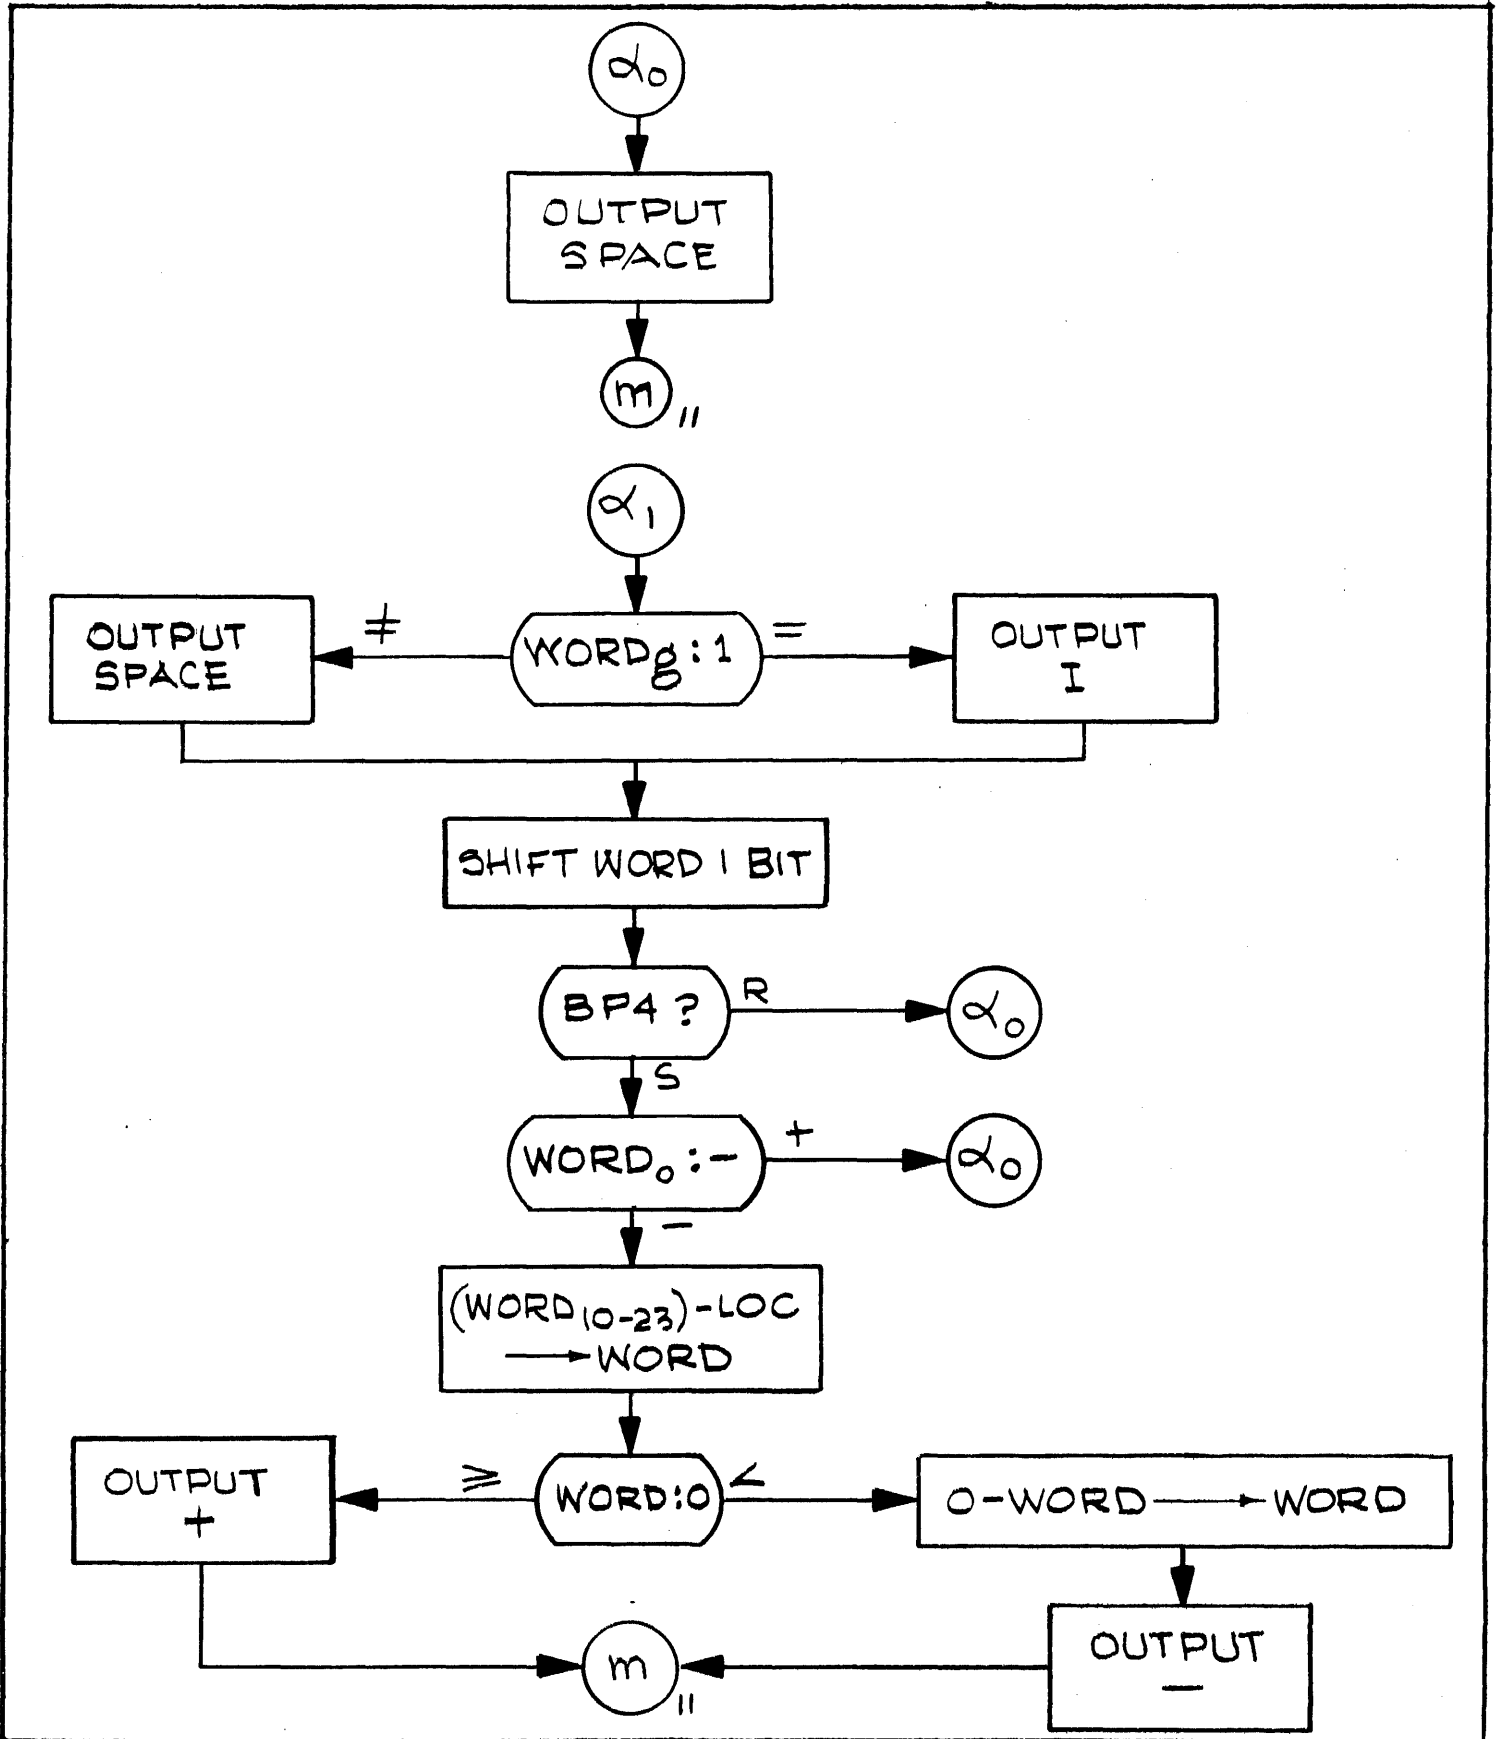 α₀
OUTPUT
SPACE
m 11
α₁
≠
WORD9:1
=
OUTPUT
SPACE
OUTPUT
I
SHIFT WORD 1 BIT
BP4?
R
α₀
S
WORD₀:-
+
α₀
-
(WORD₁₀₋₂₃)-LOC
→WORD
OUTPUT
+
≥
WORD:0
<
0-WORD→WORD
OUTPUT
-
m 11